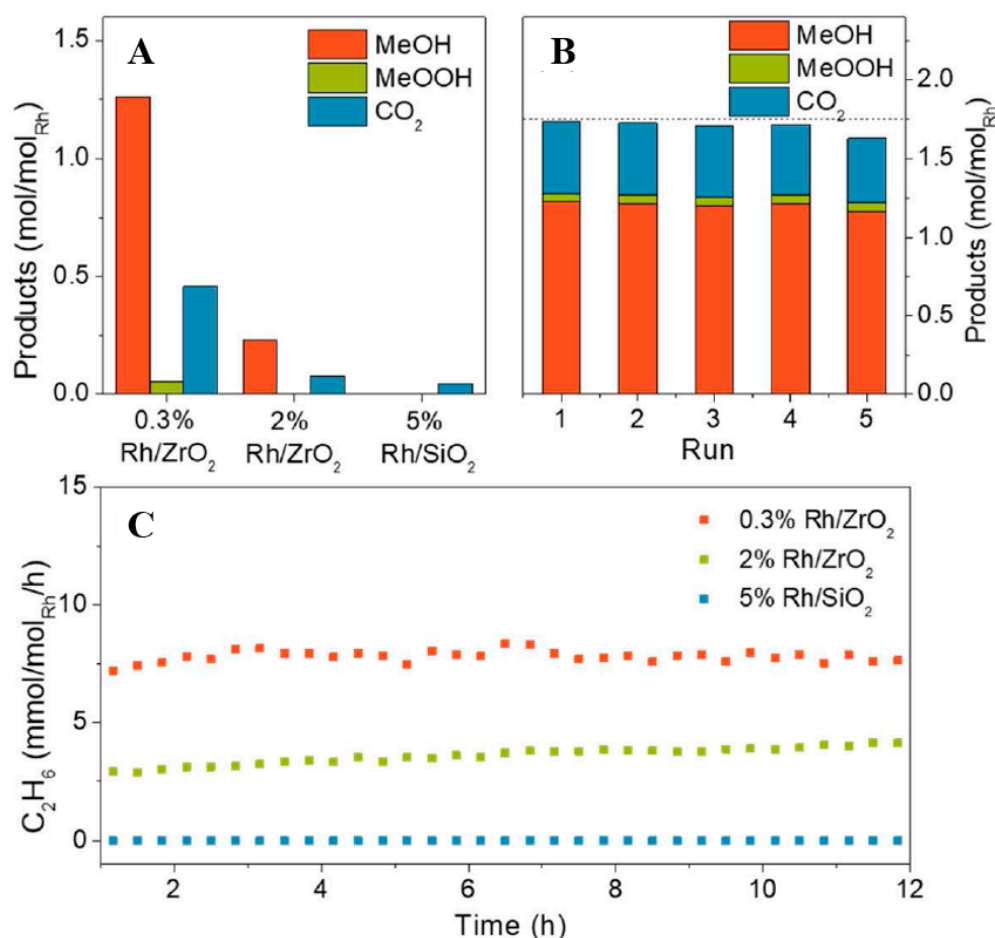 A
MeOH
MeOOH
CO₂
Products (mol/mol_Rh)
1.5
1.0
0.5
0.0
0.3%
Rh/ZrO₂
2%
Rh/ZrO₂
5%
Rh/SiO₂
B
MeOH
MeOOH
CO₂
Products (mol/mol_Rh)
2.0
1.5
1.0
0.5
0.0
1 2 3 4 5
Run
C
0.3% Rh/ZrO₂
2% Rh/ZrO₂
5% Rh/SiO₂
C₂H₆ (mmol/mol_Rh/h)
15
10
5
0
2 4 6 8 10 12
Time (h)